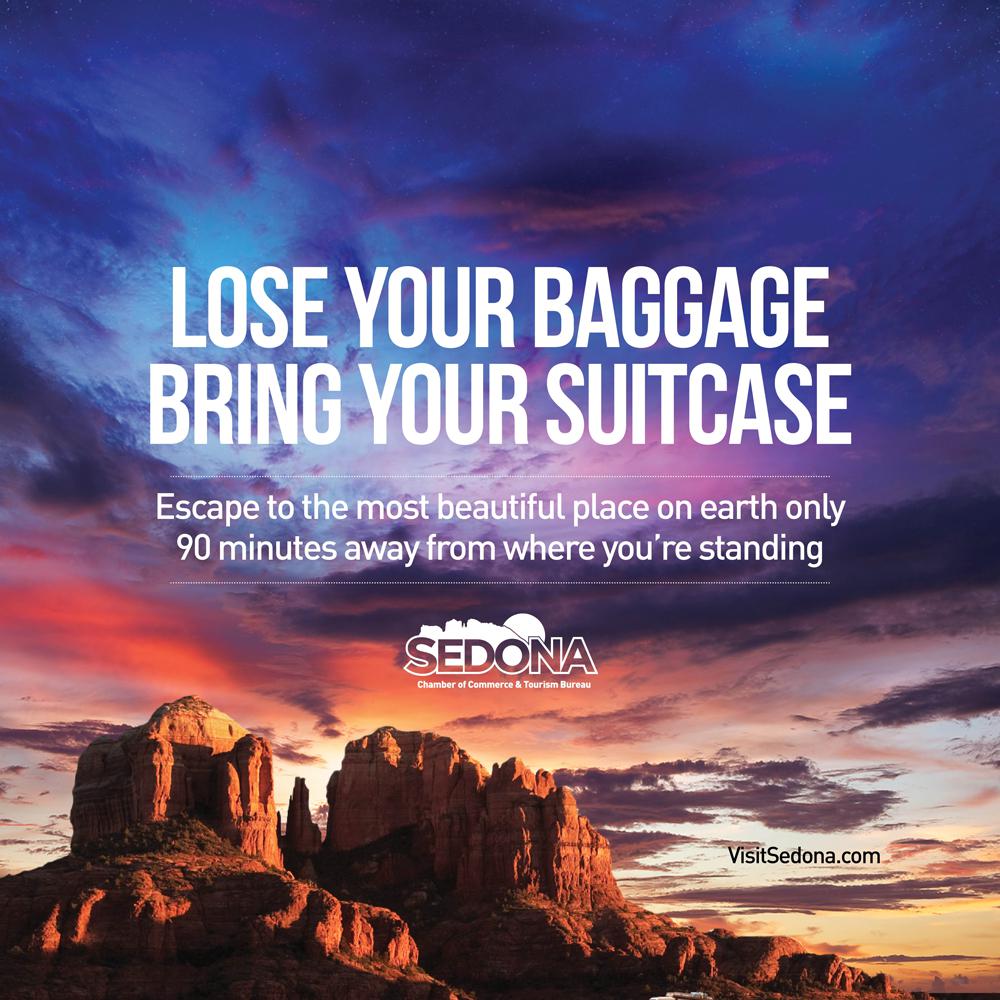 LOSE YOUR BAGGAGE
BRING YOUR SUITCASE
Escape to the most beautiful place on earth only
90 minutes away from where you're standing
SEDONA
Chamber of Commerce & Tourism Bureau
VisitSedona.com